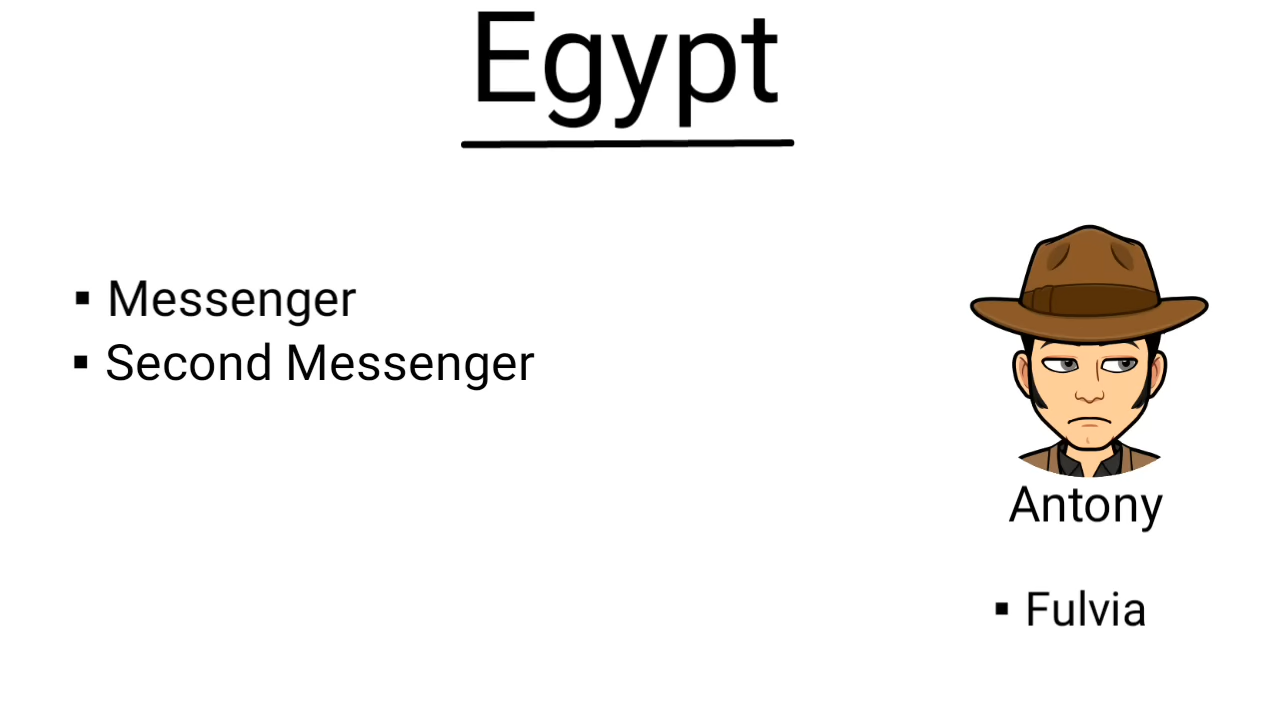 Egypt
▪ Messenger
▪ Second Messenger
Antony
▪ Fulvia